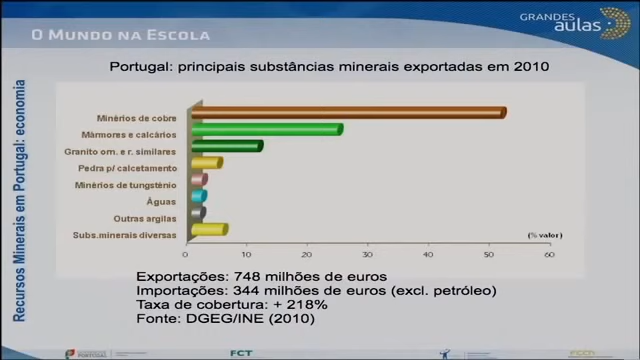 GRANDES
aulas
O MUNDO NA ESCOLA
Recursos Minerais em Portugal: economia
Portugal: principais substâncias minerais exportadas em 2010
Minérios de cobre
Mármores e calcários
Granito orn. e r. similares
Pedra p/ calcetamento
Minérios de tungsténio
Águas
Outras argilas
Subs.minerais diversas
(% valor)
0 10 20 30 40 50 60
Exportações: 748 milhões de euros
Importações: 344 milhões de euros (excl. petróleo)
Taxa de cobertura: + 218%
Fonte: DGEG/INE (2010)
FCT